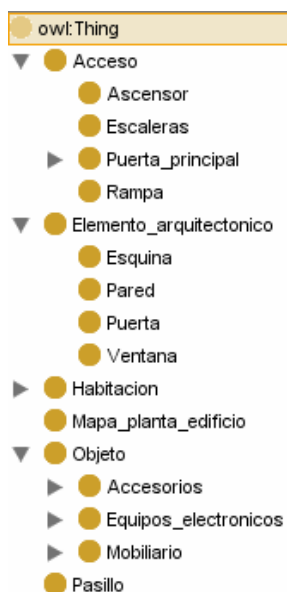 owl:Thing
Acceso
Ascensor
Escaleras
Puerta_principal
Rampa
Elemento_arquitectonico
Esquina
Pared
Puerta
Ventana
Habitacion
Mapa_planta_edificio
Objeto
Accesorios
Equipos_electronicos
Mobiliario
Pasillo